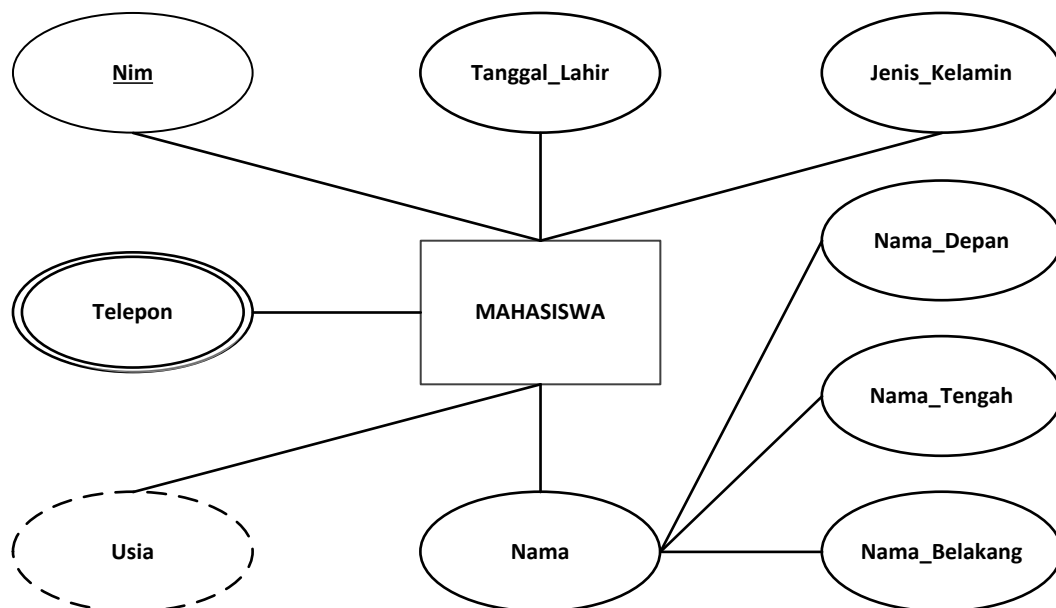 Nim
Tanggal_Lahir
Jenis_Kelamin
Nama_Depan
Telepon
MAHASISWA
Nama_Tengah
Usia
Nama
Nama_Belakang